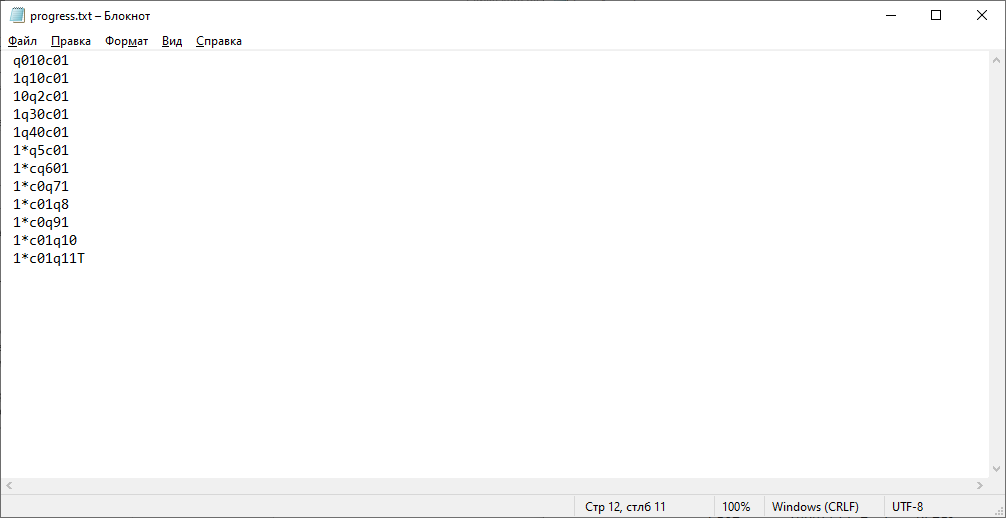 progress.txt – Блокнот
Файл Правка Формат Вид Справка
q010c01
1q10c01
10q2c01
1q30c01
1q40c01
1*q5c01
1*cq601
1*c0q71
1*c01q8
1*c0q91
1*c01q10
1*c01q11T
Стр 12, стлб 11 100% Windows (CRLF) UTF-8